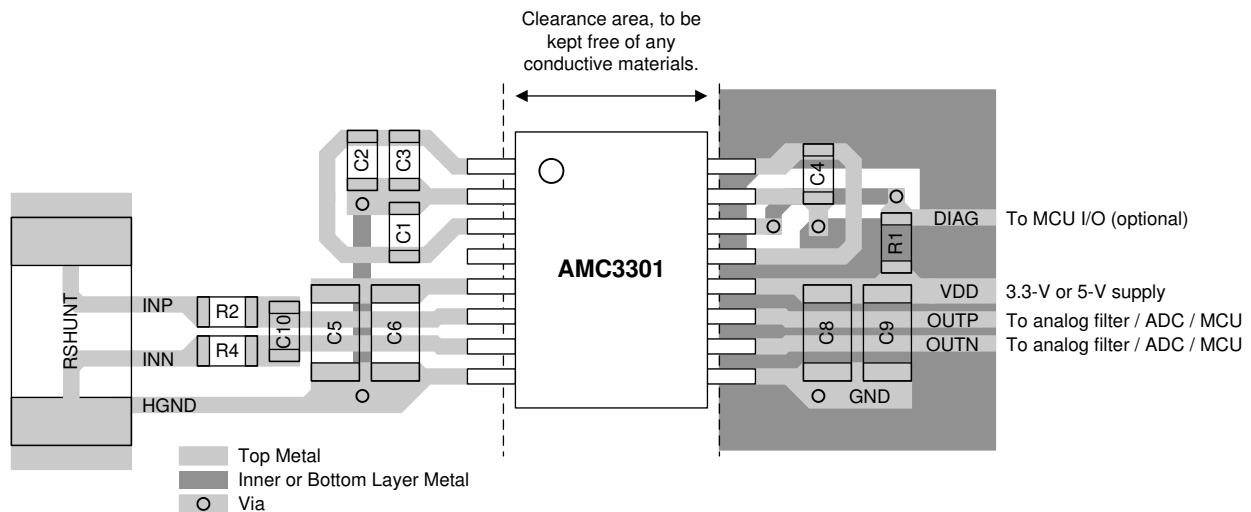 Clearance area, to be
kept free of any
conductive materials.
C2
C3
C4
C1
R1
DIAG
To MCU I/O (optional)
AMC3301
RSHUNT
INP
R2
C10
C5
C6
C8
C9
VDD
3.3-V or 5-V supply
OUTP
To analog filter / ADC / MCU
INN
R4
OUTN
To analog filter / ADC / MCU
HGND
GND
Top Metal
Inner or Bottom Layer Metal
Via